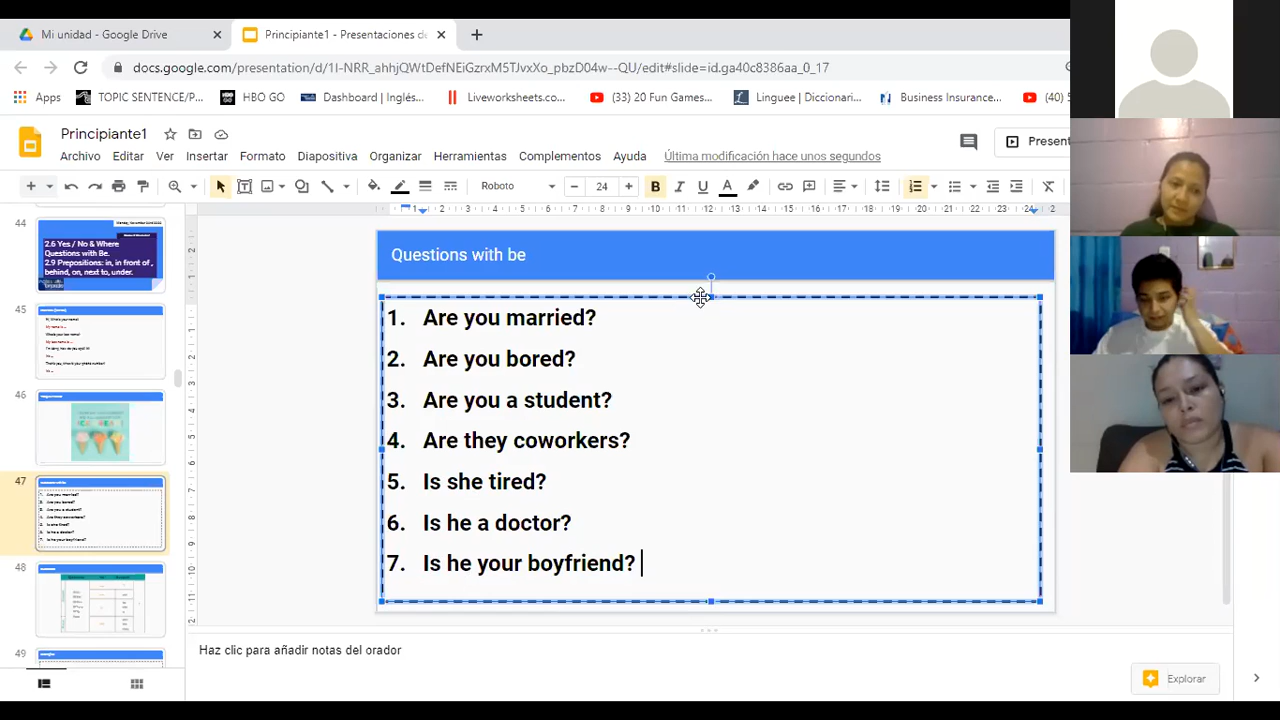 Mi unidad - Google Drive
Principiante1 - Presentaciones de
docs.google.com/presentation/d/1I-NRR_ahhjQWtDefNEiGzrxM5TJvxXo_pbzD04w--QU/edit#slide=id.ga40c8386aa_0_17
Apps
TOPIC SENTENCE/P...
HBO GO
Dashboard | Inglés...
Liveworksheets.co...
(33) 20 Fun Games...
Linguee | Diccionari...
Business Insurance...
(40) 5
Principiante1
Present
Archivo Editar Ver Insertar Formato Diapositiva Organizar Herramientas Complementos Ayuda Última modificación hace unos segundos
Roboto
24
44
2.6 Yes / No & Where
Questions with Be.
2.9 Prepositions: in, in front of ,
behind, on, next to, under.
45
46
47
48
49
Questions with be
1. Are you married?
2. Are you bored?
3. Are you a student?
4. Are they coworkers?
5. Is she tired?
6. Is he a doctor?
7. Is he your boyfriend?
Haz clic para añadir notas del orador
Explorar